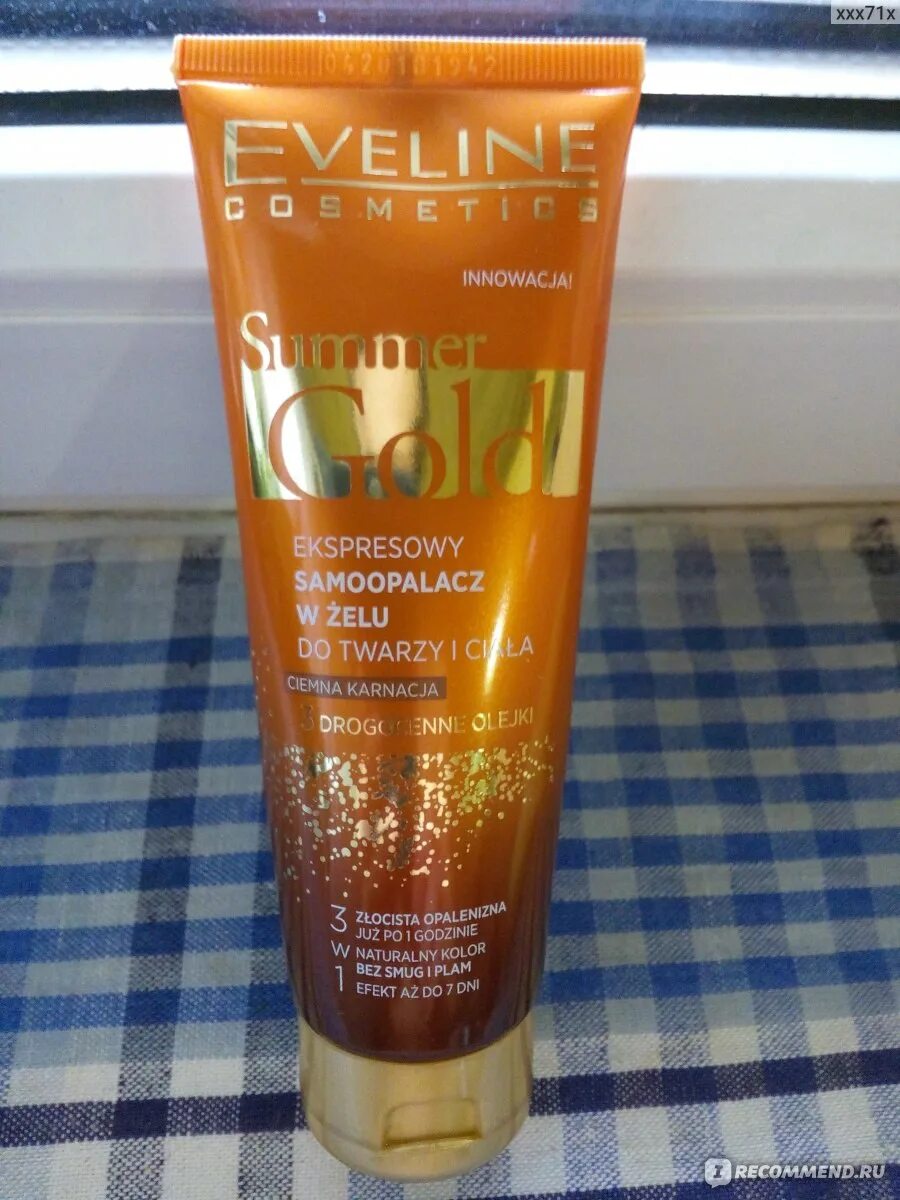 xxx71x
EVELINE
COSMETICS
INNOWACJA!
Summer
Gold
EKSPRESOWY
SAMOOPALACZ
W ŻELU
DO TWARZY I CIAŁA
CIEMNA KARNACJA
3 DROGOCENNE OLEJKI
3 W 1
ZŁOCISTA OPALENIZNA
JUŻ PO 1 GODZINIE
NATURALNY KOLOR
BEZ SMUG I PLAM
EFEKT AŻ DO 7 DNI
IRECOMMEND.RU